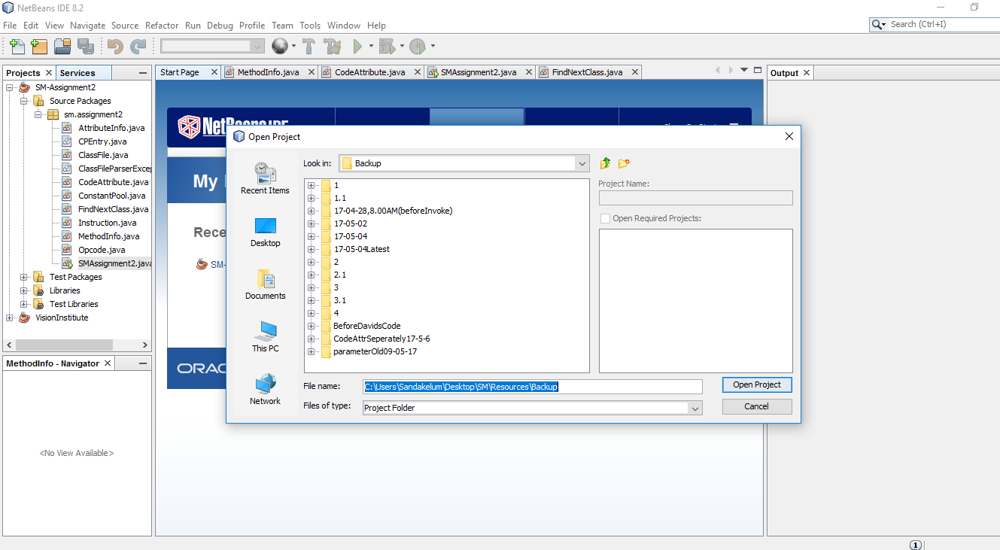 NetBeans IDE 8.2
File Edit View Navigate Source Refactor Run Debug Profile Team Tools Window Help
Search (Ctrl+I)
Projects
Services
SM-Assignment2
Source Packages
sm.assignment2
AttributeInfo.java
CPEntry.java
ClassFile.java
ClassFileParserExcep
CodeAttribute.java
ConstantPool.java
FindNextClass.java
Instruction.java
MethodInfo.java
Opcode.java
SMAssignment2.java
Test Packages
Libraries
Test Libraries
VisionInstitiute
MethodInfo - Navigator
<No View Available>
Start Page
MethodInfo.java
CodeAttribute.java
SMAssignment2.java
FindNextClass.java
Output
NetBeans IDE
My
Rece
SM-
ORAC
Open Project
Look in:
Backup
Recent Items
Desktop
Documents
This PC
Network
1
1.1
17-04-28,8.00AM(beforeInvoke)
17-05-02
17-05-04
17-05-04Latest
2
2.1
3
3.1
4
BeforeDavidsCode
CodeAttrSeperately17-5-6
parameterOld09-05-17
Project Name:
Open Required Projects:
File name:
C:\Users\Sandakelum\Desktop\SM\Resources\Backup
Files of type:
Project Folder
Open Project
Cancel
1